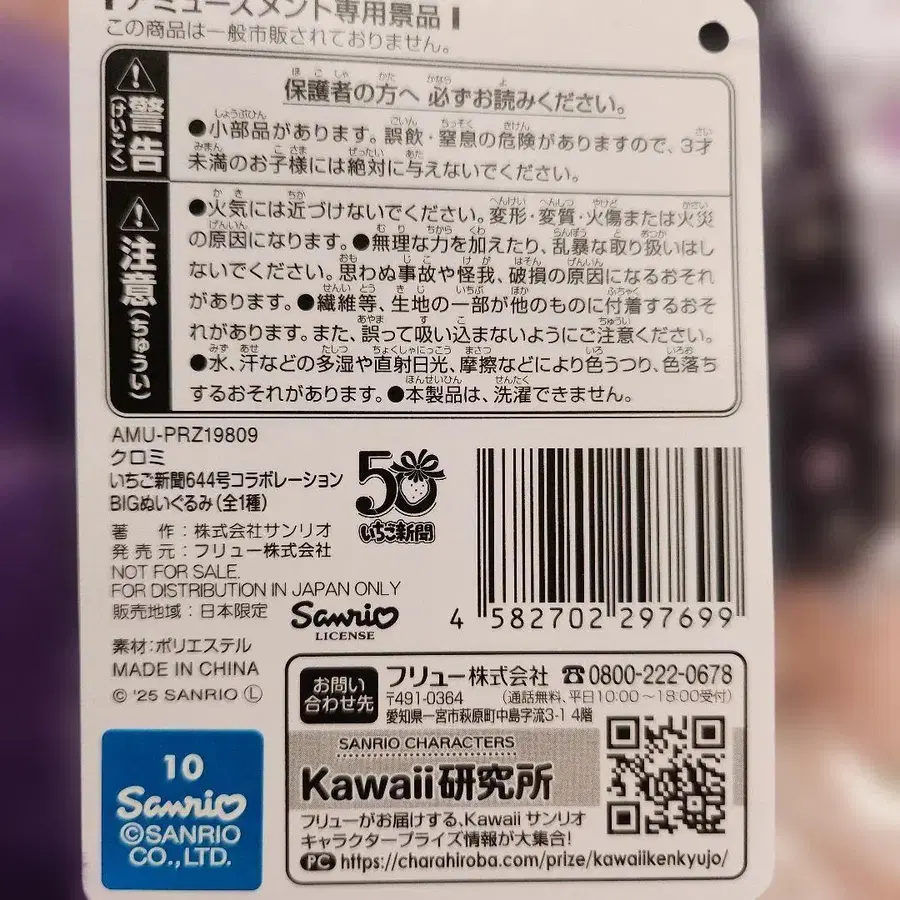 アミューズメント専用景品
この商品は一般市販されておりません。
警告(けいこく)
保護者の方へ 必ずお読みください。
●小部品があります。誤飲・窒息の危険がありますので、3才
未満のお子様には絶対に与えないでください。
注意(ちゅうい)
●火気には近づけないでください。変形・変質・火傷または火災
の原因になります。●無理な力を加えたり、乱暴な取り扱いはし
ないでください。思わぬ事故や怪我、破損の原因になるおそれ
があります。●繊維等、生地の一部が他のものに付着するおそ
れがあります。また、誤って吸い込まないようにご注意ください。
●水、汗などの多湿や直射日光、摩擦などにより色うつり、色落ち
するおそれがあります。●本製品は、洗濯できません。
AMU-PRZ19809
クロミ
いちご新聞644号コラボレーション
BIGぬいぐるみ(全1種)
50
いちご新聞
著 作:株式会社サンリオ
発売元:フリュー株式会社
NOT FOR SALE.
FOR DISTRIBUTION IN JAPAN ONLY
販売地域:日本限定
Sanrio
LICENSE
4 582702 297699
素材:ポリエステル
MADE IN CHINA
© '25 SANRIO Ⓛ
お問い
合わせ先
フリュー株式会社 ☎0800-222-0678
〒491-0364 (通話無料、平日10:00~18:00受付)
愛知県一宮市萩原町中島字流3-1 4階
SANRIO CHARACTERS
Kawaii研究所
フリューがお届けする、Kawaii サンリオ
キャラクタープライズ情報が大集合!
PC https://charahiroba.com/prize/kawaiikenkyujo/
10
Sanrio
©SANRIO
CO.,LTD.